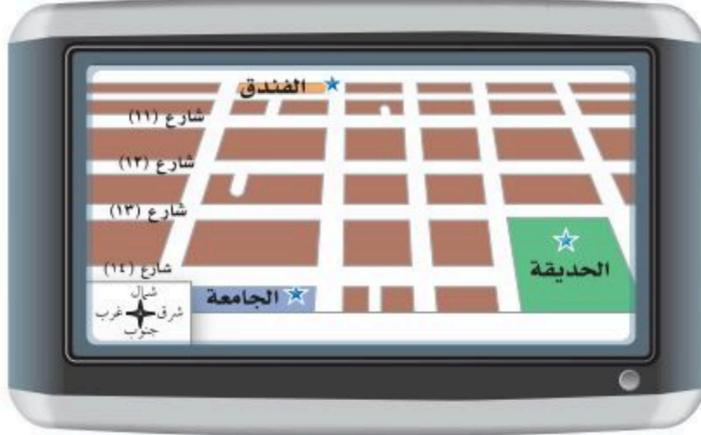 الفندق
شارع (١١)
شارع (١٢)
شارع (١٣)
الحديقة
شارع (١٤)
الجامعة
شمال
شرق غرب
جنوب